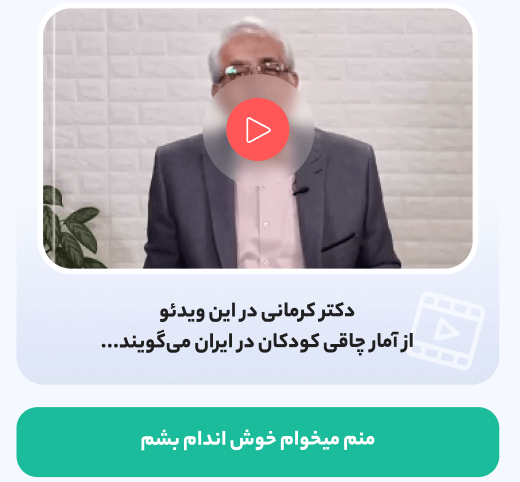 دکتر کرمانی در این ویدئو
از آمار چاقی کودکان در ایران می‌گویند...
منم میخوام خوش اندام بشم